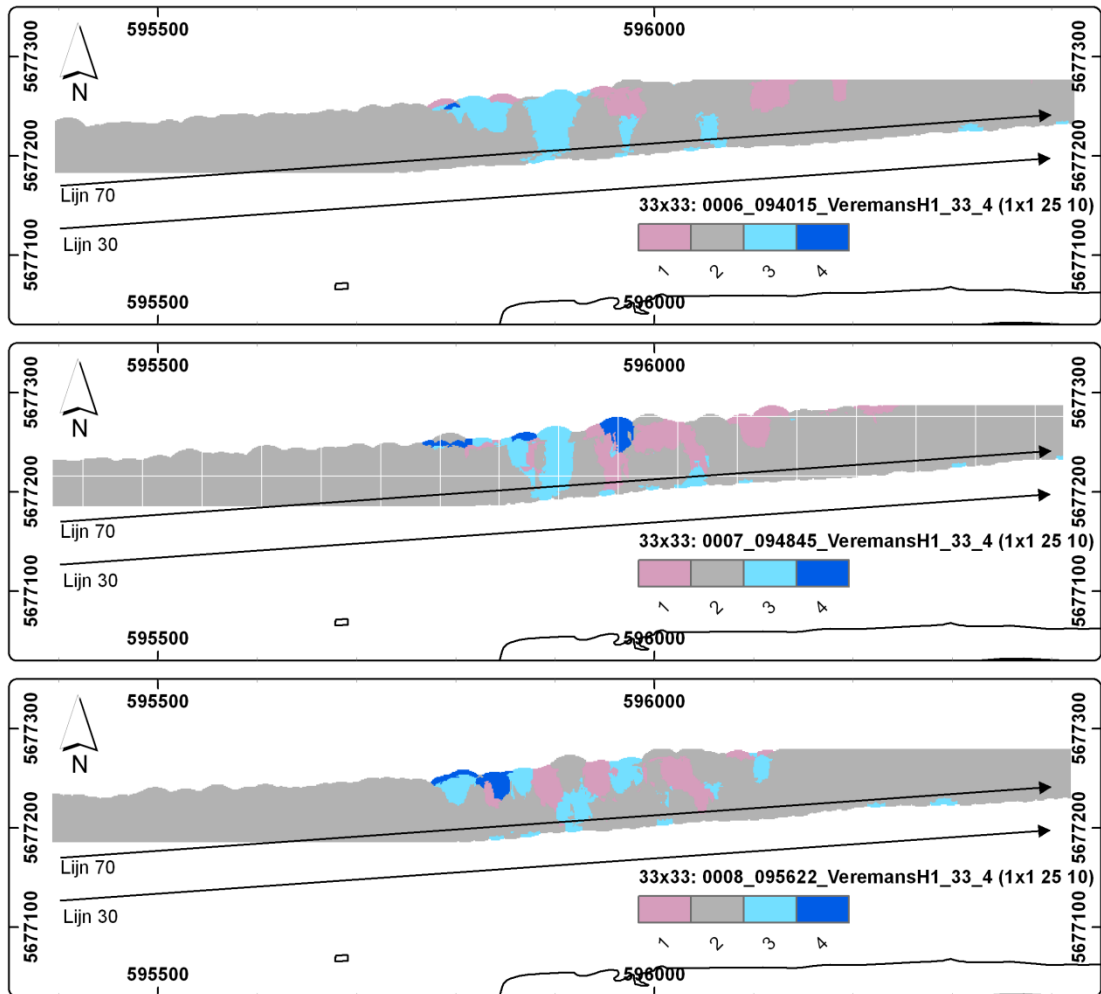 595500 596000
5677300 5677300
N
5677200 5677200
Lijn 70
33x33: 0006_094015_VeremansH1_33_4 (1x1 25 10)
Lijn 30
5677100 5677100
1 2 3 4
595500 596000
595500 596000
5677300 5677300
N
5677200 5677200
Lijn 70
33x33: 0007_094845_VeremansH1_33_4 (1x1 25 10)
Lijn 30
5677100 5677100
1 2 3 4
595500 596000
595500 596000
5677300 5677300
N
5677200 5677200
Lijn 70
33x33: 0008_095622_VeremansH1_33_4 (1x1 25 10)
Lijn 30
5677100 5677100
1 2 3 4
595500 596000